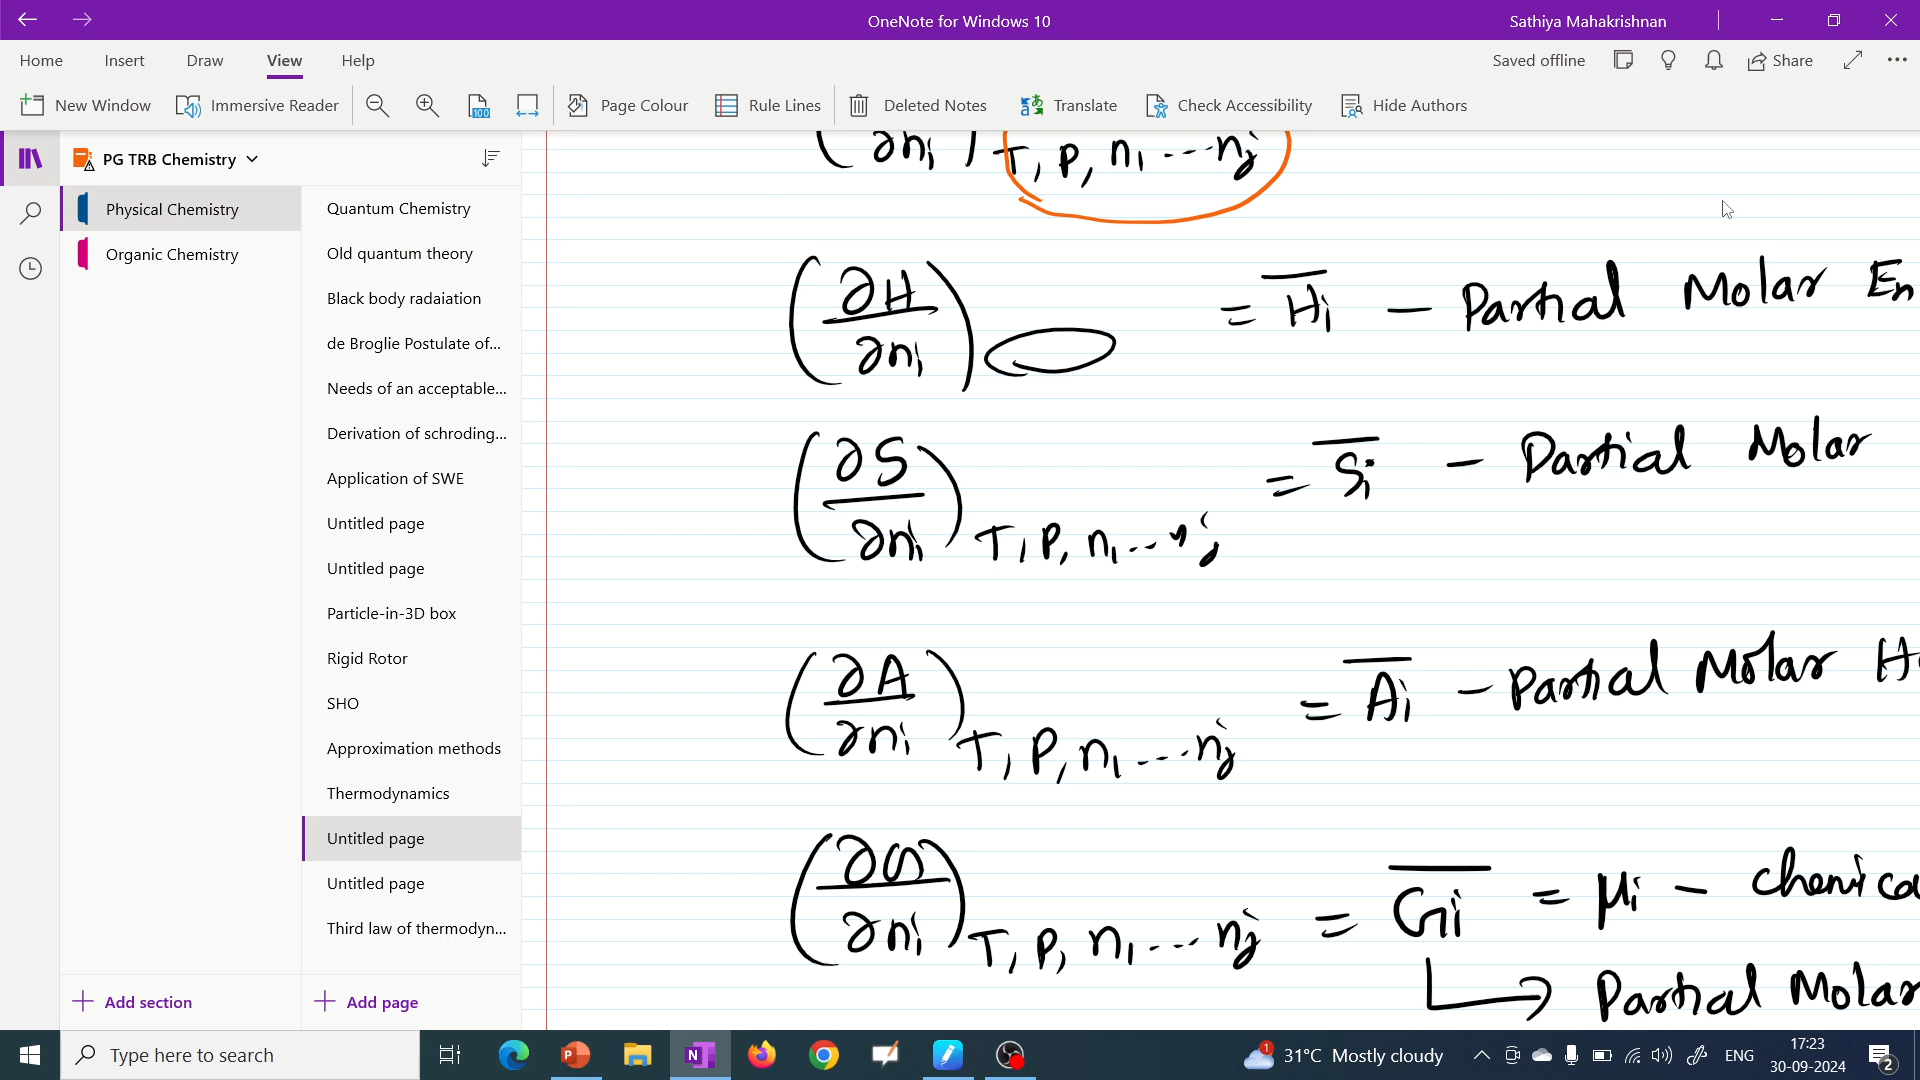 OneNote for Windows 10
Sathiya Mahakrishnan
Home Insert Draw View Help
Saved offline Share
New Window Immersive Reader 100 Page Colour Rule Lines Deleted Notes Translate Check Accessibility Hide Authors
PG TRB Chemistry
Physical Chemistry
Organic Chemistry
Quantum Chemistry
Old quantum theory
Black body radaiation
de Broglie Postulate of...
Needs of an acceptable...
Derivation of schroding...
Application of SWE
Untitled page
Untitled page
Particle-in-3D box
Rigid Rotor
SHO
Approximation methods
Thermodynamics
Untitled page
Untitled page
Third law of thermodyn...
Add section
Add page
∂ni ) T, P, n1 ... nj
(∂H/∂ni) = H̅i - Partial Molar En
(∂S/∂ni) T, P, n1 ... nj = S̅i - Partial Molar
(∂A/∂ni) T, P, n1 ... nj = A̅i - Partial Molar H
(∂G/∂ni) T, P, n1 ... nj = G̅i = μi - chemica
Partial Molar
Type here to search
1 31°C Mostly cloudy
ENG
17:23
30-09-2024
2